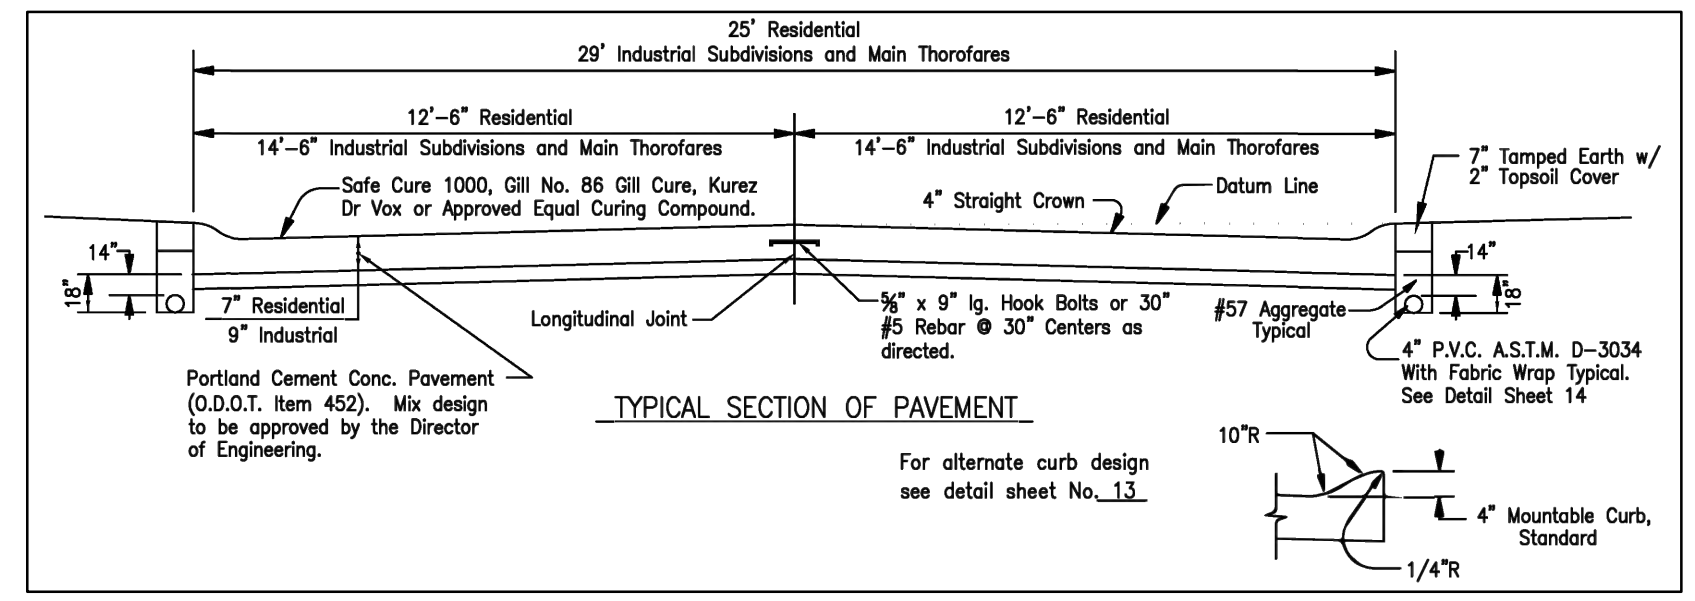 25' Residential
29' Industrial Subdivisions and Main Thorofares
12'-6" Residential
14'-6" Industrial Subdivisions and Main Thorofares
12'-6" Residential
14'-6" Industrial Subdivisions and Main Thorofares
7" Tamped Earth w/
2" Topsoil Cover
Safe Cure 1000, Gill No. 86 Gill Cure, Kurez
Dr Vox or Approved Equal Curing Compound.
4" Straight Crown
Datum Line
14"
18"
7" Residential
9" Industrial
Longitudinal Joint
5/8" x 9" lg. Hook Bolts or 30"
#5 Rebar @ 30" Centers as
directed.
#57 Aggregate
Typical
14"
18"
4" P.V.C. A.S.T.M. D-3034
With Fabric Wrap Typical.
See Detail Sheet 14
Portland Cement Conc. Pavement
(O.D.O.T. Item 452). Mix design
to be approved by the Director
of Engineering.
TYPICAL SECTION OF PAVEMENT
For alternate curb design
see detail sheet No. 13
10"R
4" Mountable Curb,
Standard
1/4"R